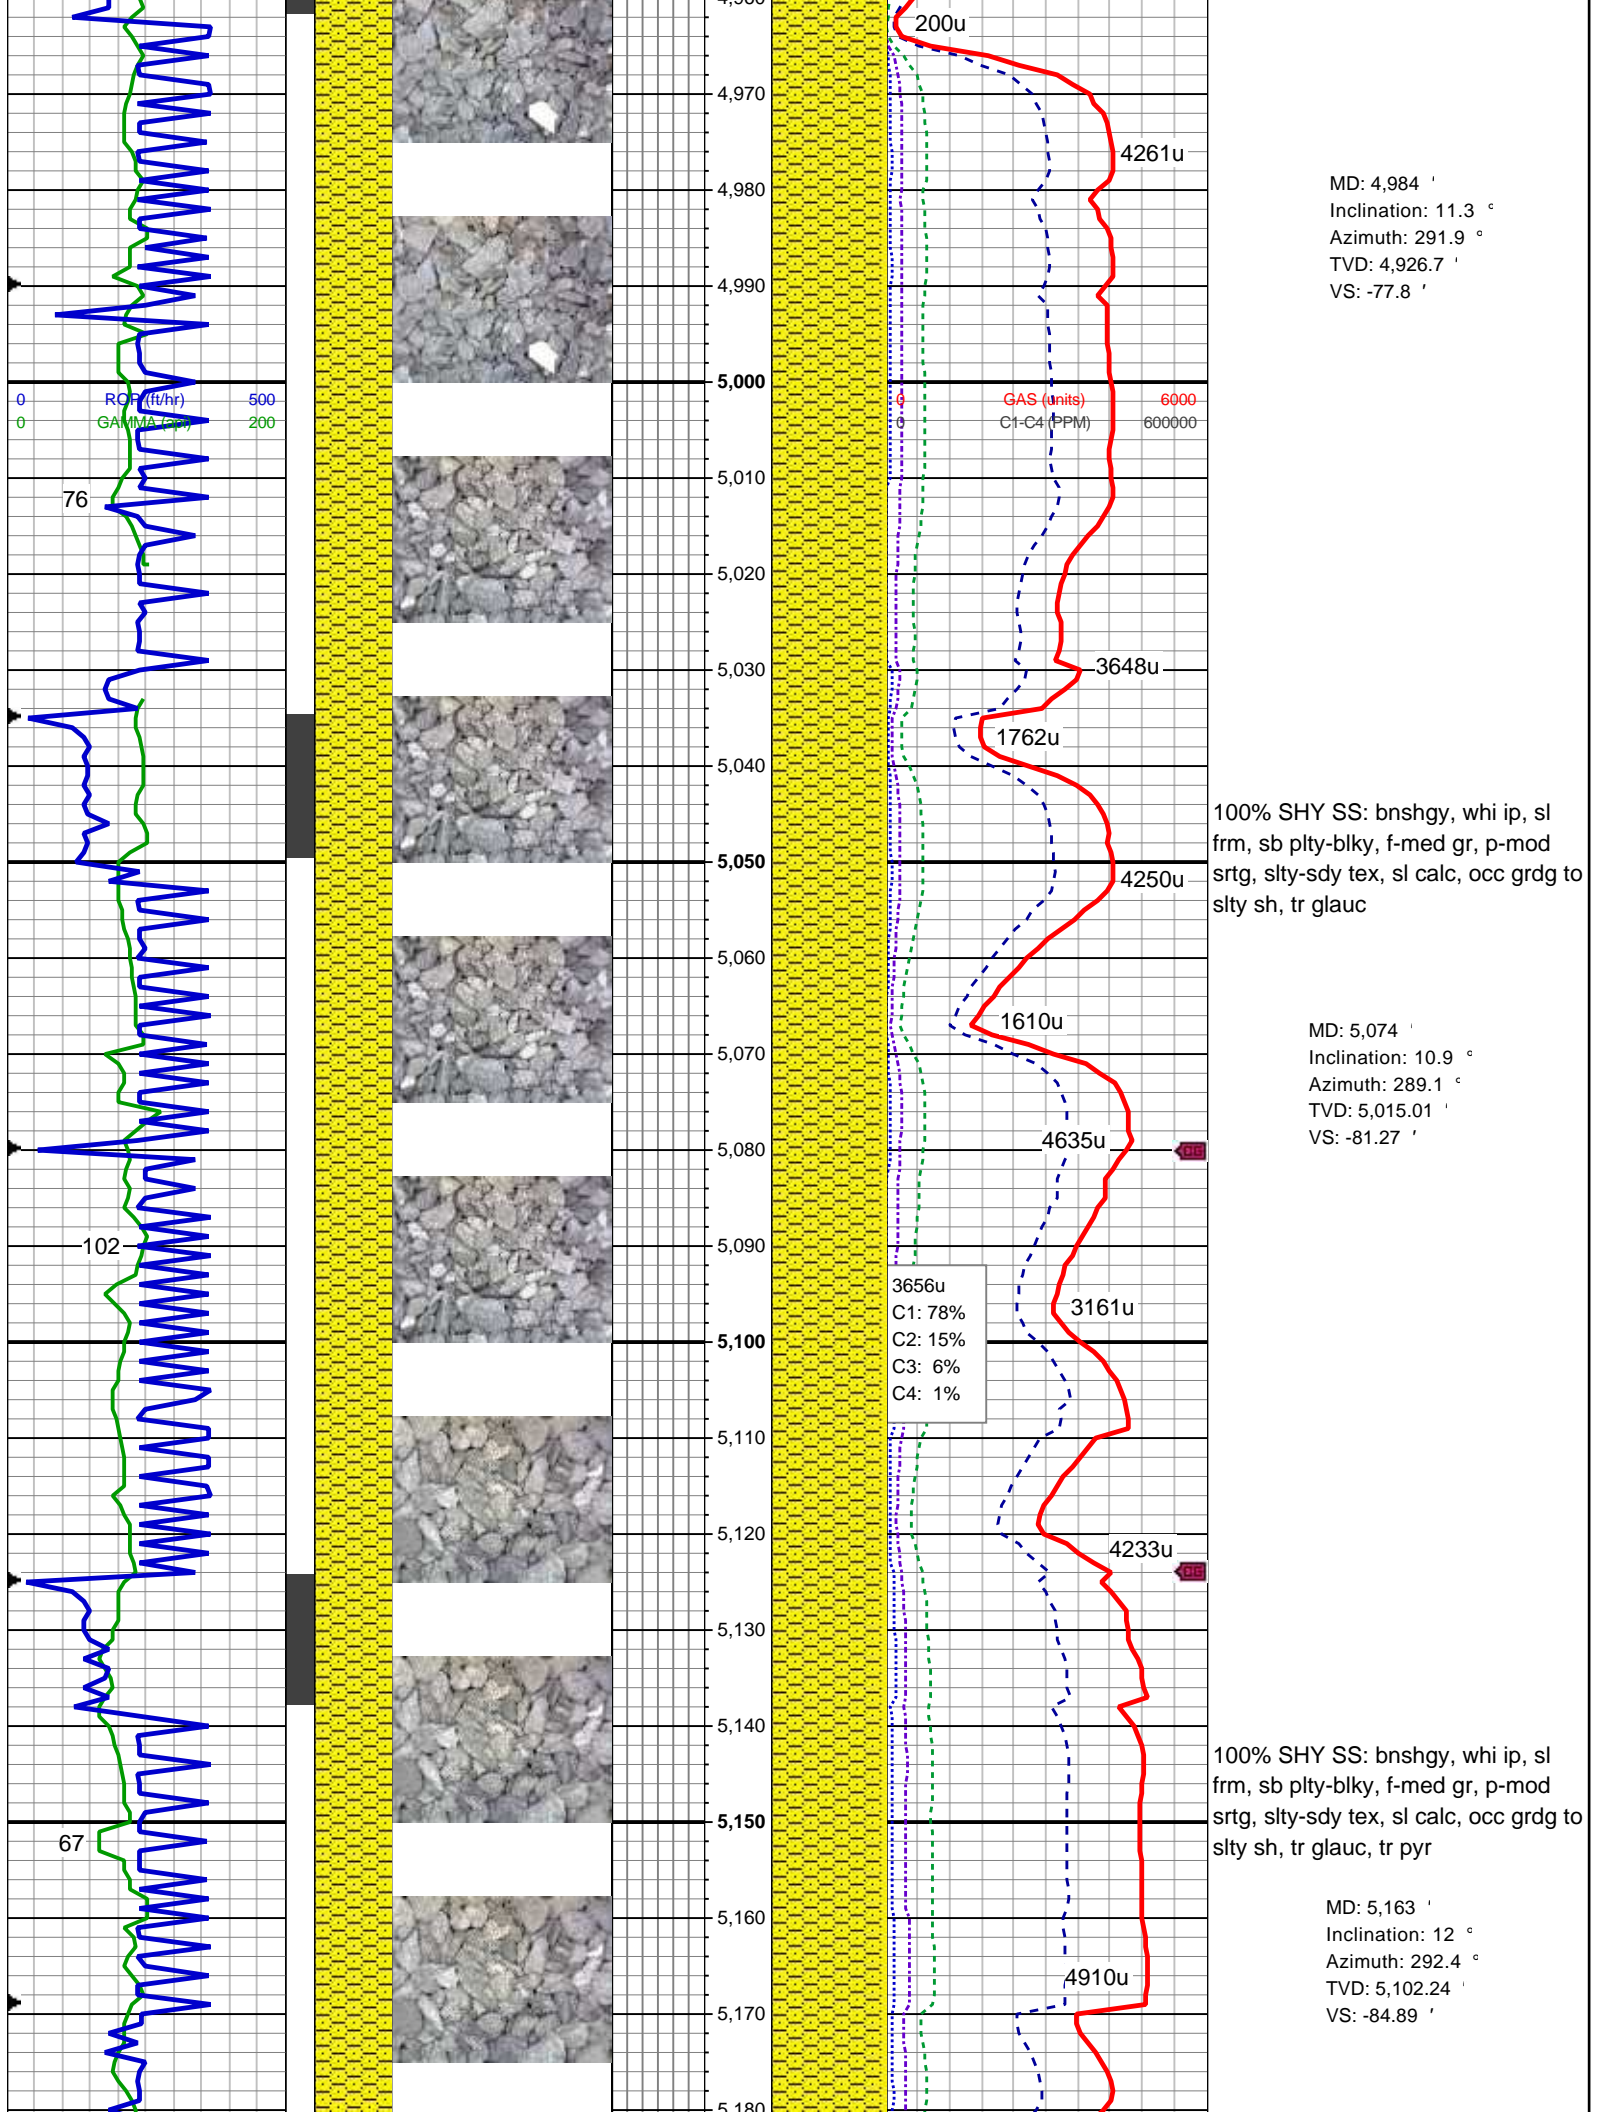 4,960
200u
4,970
4261u
4,980
MD: 4,984 '
Inclination: 11.3 °
Azimuth: 291.9 °
TVD: 4,926.7 '
VS: -77.8 '
4,990
5,000
0 ROP (ft/hr) 500
0 GAMMA (api) 200
0 GAS (units) 6000
0 C1-C4 (PPM) 600000
5,010
76
5,020
5,030
3648u
1762u
5,040
100% SHY SS: bnshgy, whi ip, sl
frm, sb plty-blky, f-med gr, p-mod
srtg, slty-sdy tex, sl calc, occ grdg to
slty sh, tr glauc
5,050
4250u
5,060
1610u
5,070
MD: 5,074 '
Inclination: 10.9 °
Azimuth: 289.1 °
TVD: 5,015.01 '
VS: -81.27 '
4635u
5,080
CG
102
5,090
3656u
C1: 78%
C2: 15%
C3: 6%
C4: 1%
3161u
5,100
5,110
5,120
4233u
CG
5,130
5,140
100% SHY SS: bnshgy, whi ip, sl
frm, sb plty-blky, f-med gr, p-mod
srtg, slty-sdy tex, sl calc, occ grdg to
slty sh, tr glauc, tr pyr
5,150
67
5,160
MD: 5,163 '
Inclination: 12 °
Azimuth: 292.4 °
TVD: 5,102.24 '
VS: -84.89 '
4910u
5,170
5,180